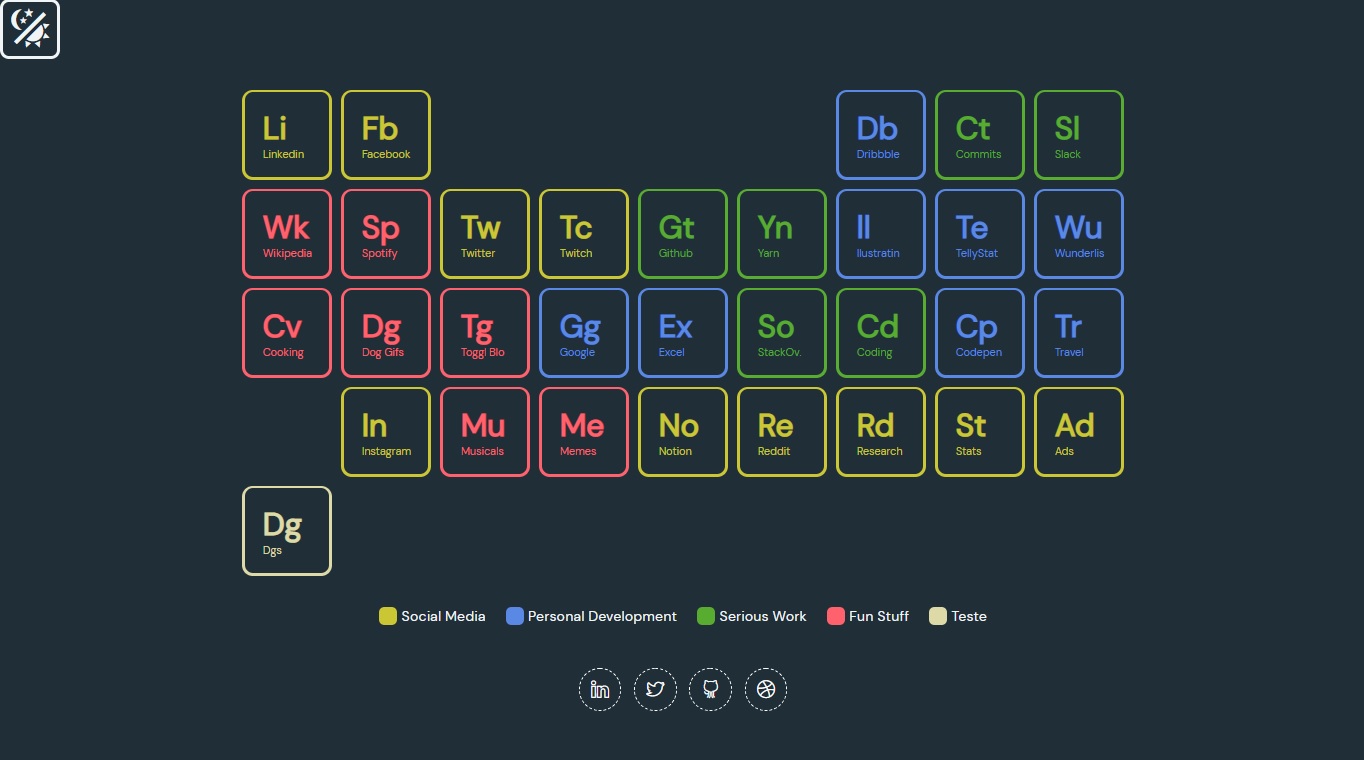 Li Fb Db Ct Sl
Linkedin Facebook Dribbble Commits Slack
Wk Sp Tw Tc Gt Yn Il Te Wu
Wikipedia Spotify Twitter Twitch Github Yarn Ilustratin TellyStat Wunderlis
Cv Dg Tg Gg Ex So Cd Cp Tr
Cooking Dog Gifs Toggl Blo Google Excel StackOv. Coding Codepen Travel
In Mu Me No Re Rd St Ad
Instagram Musicals Memes Notion Reddit Research Stats Ads
Dg
Dgs
Social Media Personal Development Serious Work Fun Stuff Teste
in